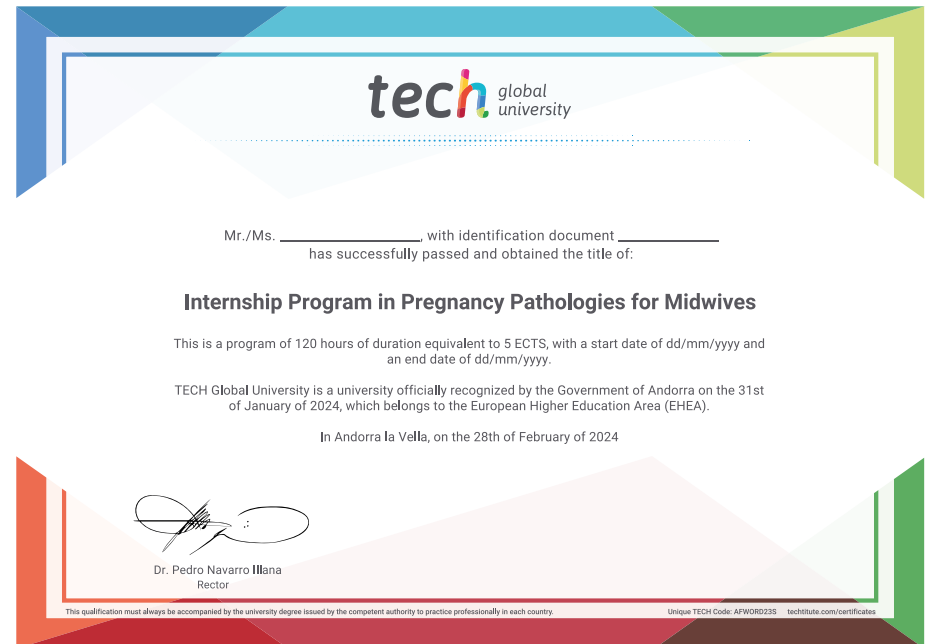 tech global
university
Mr./Ms. ____________, with identification document ____________
has successfully passed and obtained the title of:
Internship Program in Pregnancy Pathologies for Midwives
This is a program of 120 hours of duration equivalent to 5 ECTS, with a start date of dd/mm/yyyy and
an end date of dd/mm/yyyy.
TECH Global University is a university officially recognized by the Government of Andorra on the 31st
of January of 2024, which belongs to the European Higher Education Area (EHEA).
In Andorra la Vella, on the 28th of February of 2024
Dr. Pedro Navarro Illana
Rector
This qualification must always be accompanied by the university degree issued by the competent authority to practice professionally in each country. Unique TECH Code: AFWORD23S techtitute.com/certificates